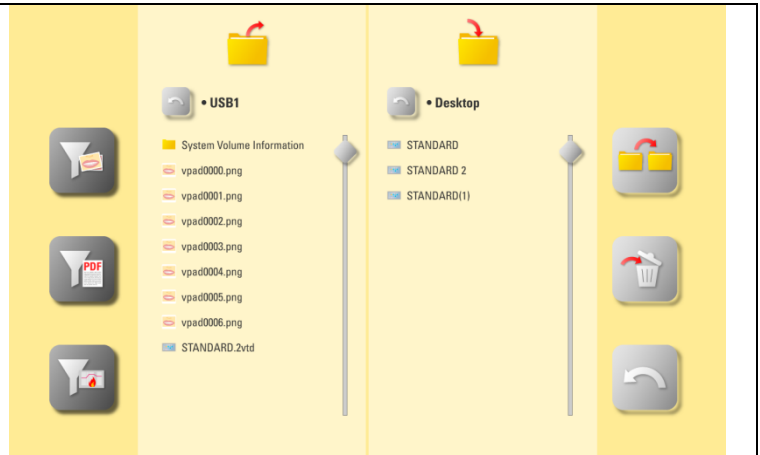 • USB1
System Volume Information
vpad0000.png
vpad0001.png
vpad0002.png
vpad0003.png
vpad0004.png
vpad0005.png
vpad0006.png
STANDARD.2vtd
• Desktop
STANDARD
STANDARD 2
STANDARD(1)
PDF